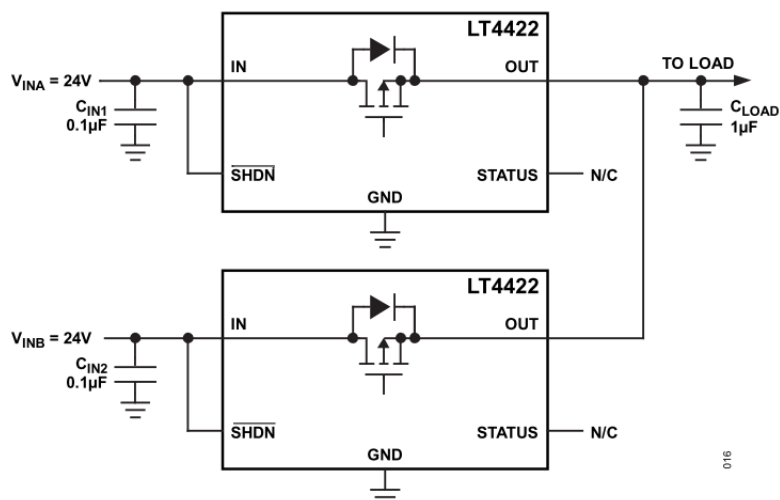 LT4422
IN
OUT
TO LOAD
VINA = 24V
CIN1
0.1µF
CLOAD
1µF
SHDN
STATUS
N/C
GND
LT4422
IN
OUT
VINB = 24V
CIN2
0.1µF
SHDN
STATUS
N/C
GND
016